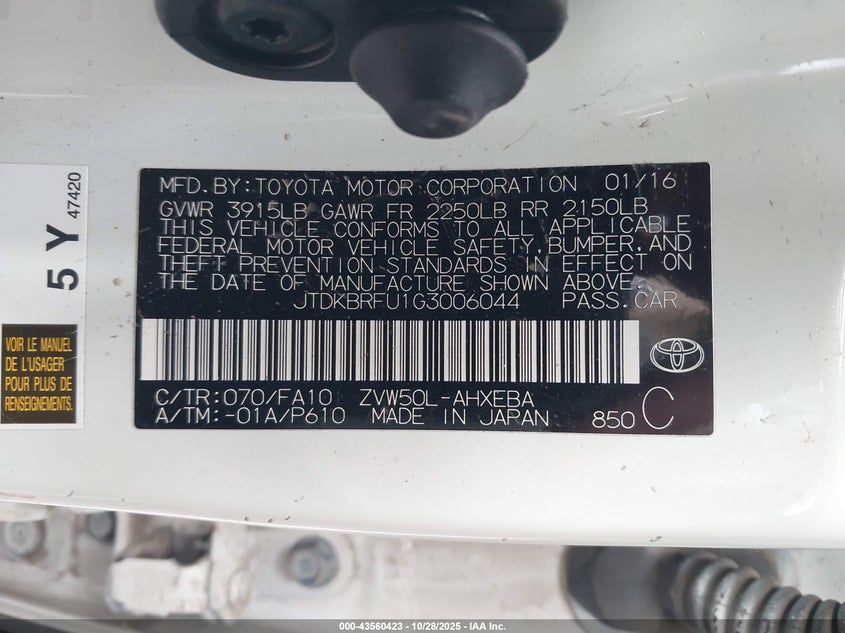 MFD. BY: TOYOTA MOTOR CORPORATION 01/16
GVWR 3915LB GAWR FR 2250LB RR 2150LB
THIS VEHICLE CONFORMS TO ALL APPLICABLE
FEDERAL MOTOR VEHICLE SAFETY, BUMPER, AND
THEFT PREVENTION STANDARDS IN EFFECT ON
THE DATE OF MANUFACTURE SHOWN ABOVE.
JTDKBRFU1G3006044 PASS. CAR
C/TR: 070/FA10 ZVW50L-AHXEBA
A/TM: -01A/P610 MADE IN JAPAN 850 C
5 Y 47420
VOIR LE MANUEL
DE L'USAGER
POUR PLUS DE
RENSEIGNEMENTS.
000-43560423 - 10/28/2025 - IAA Inc.